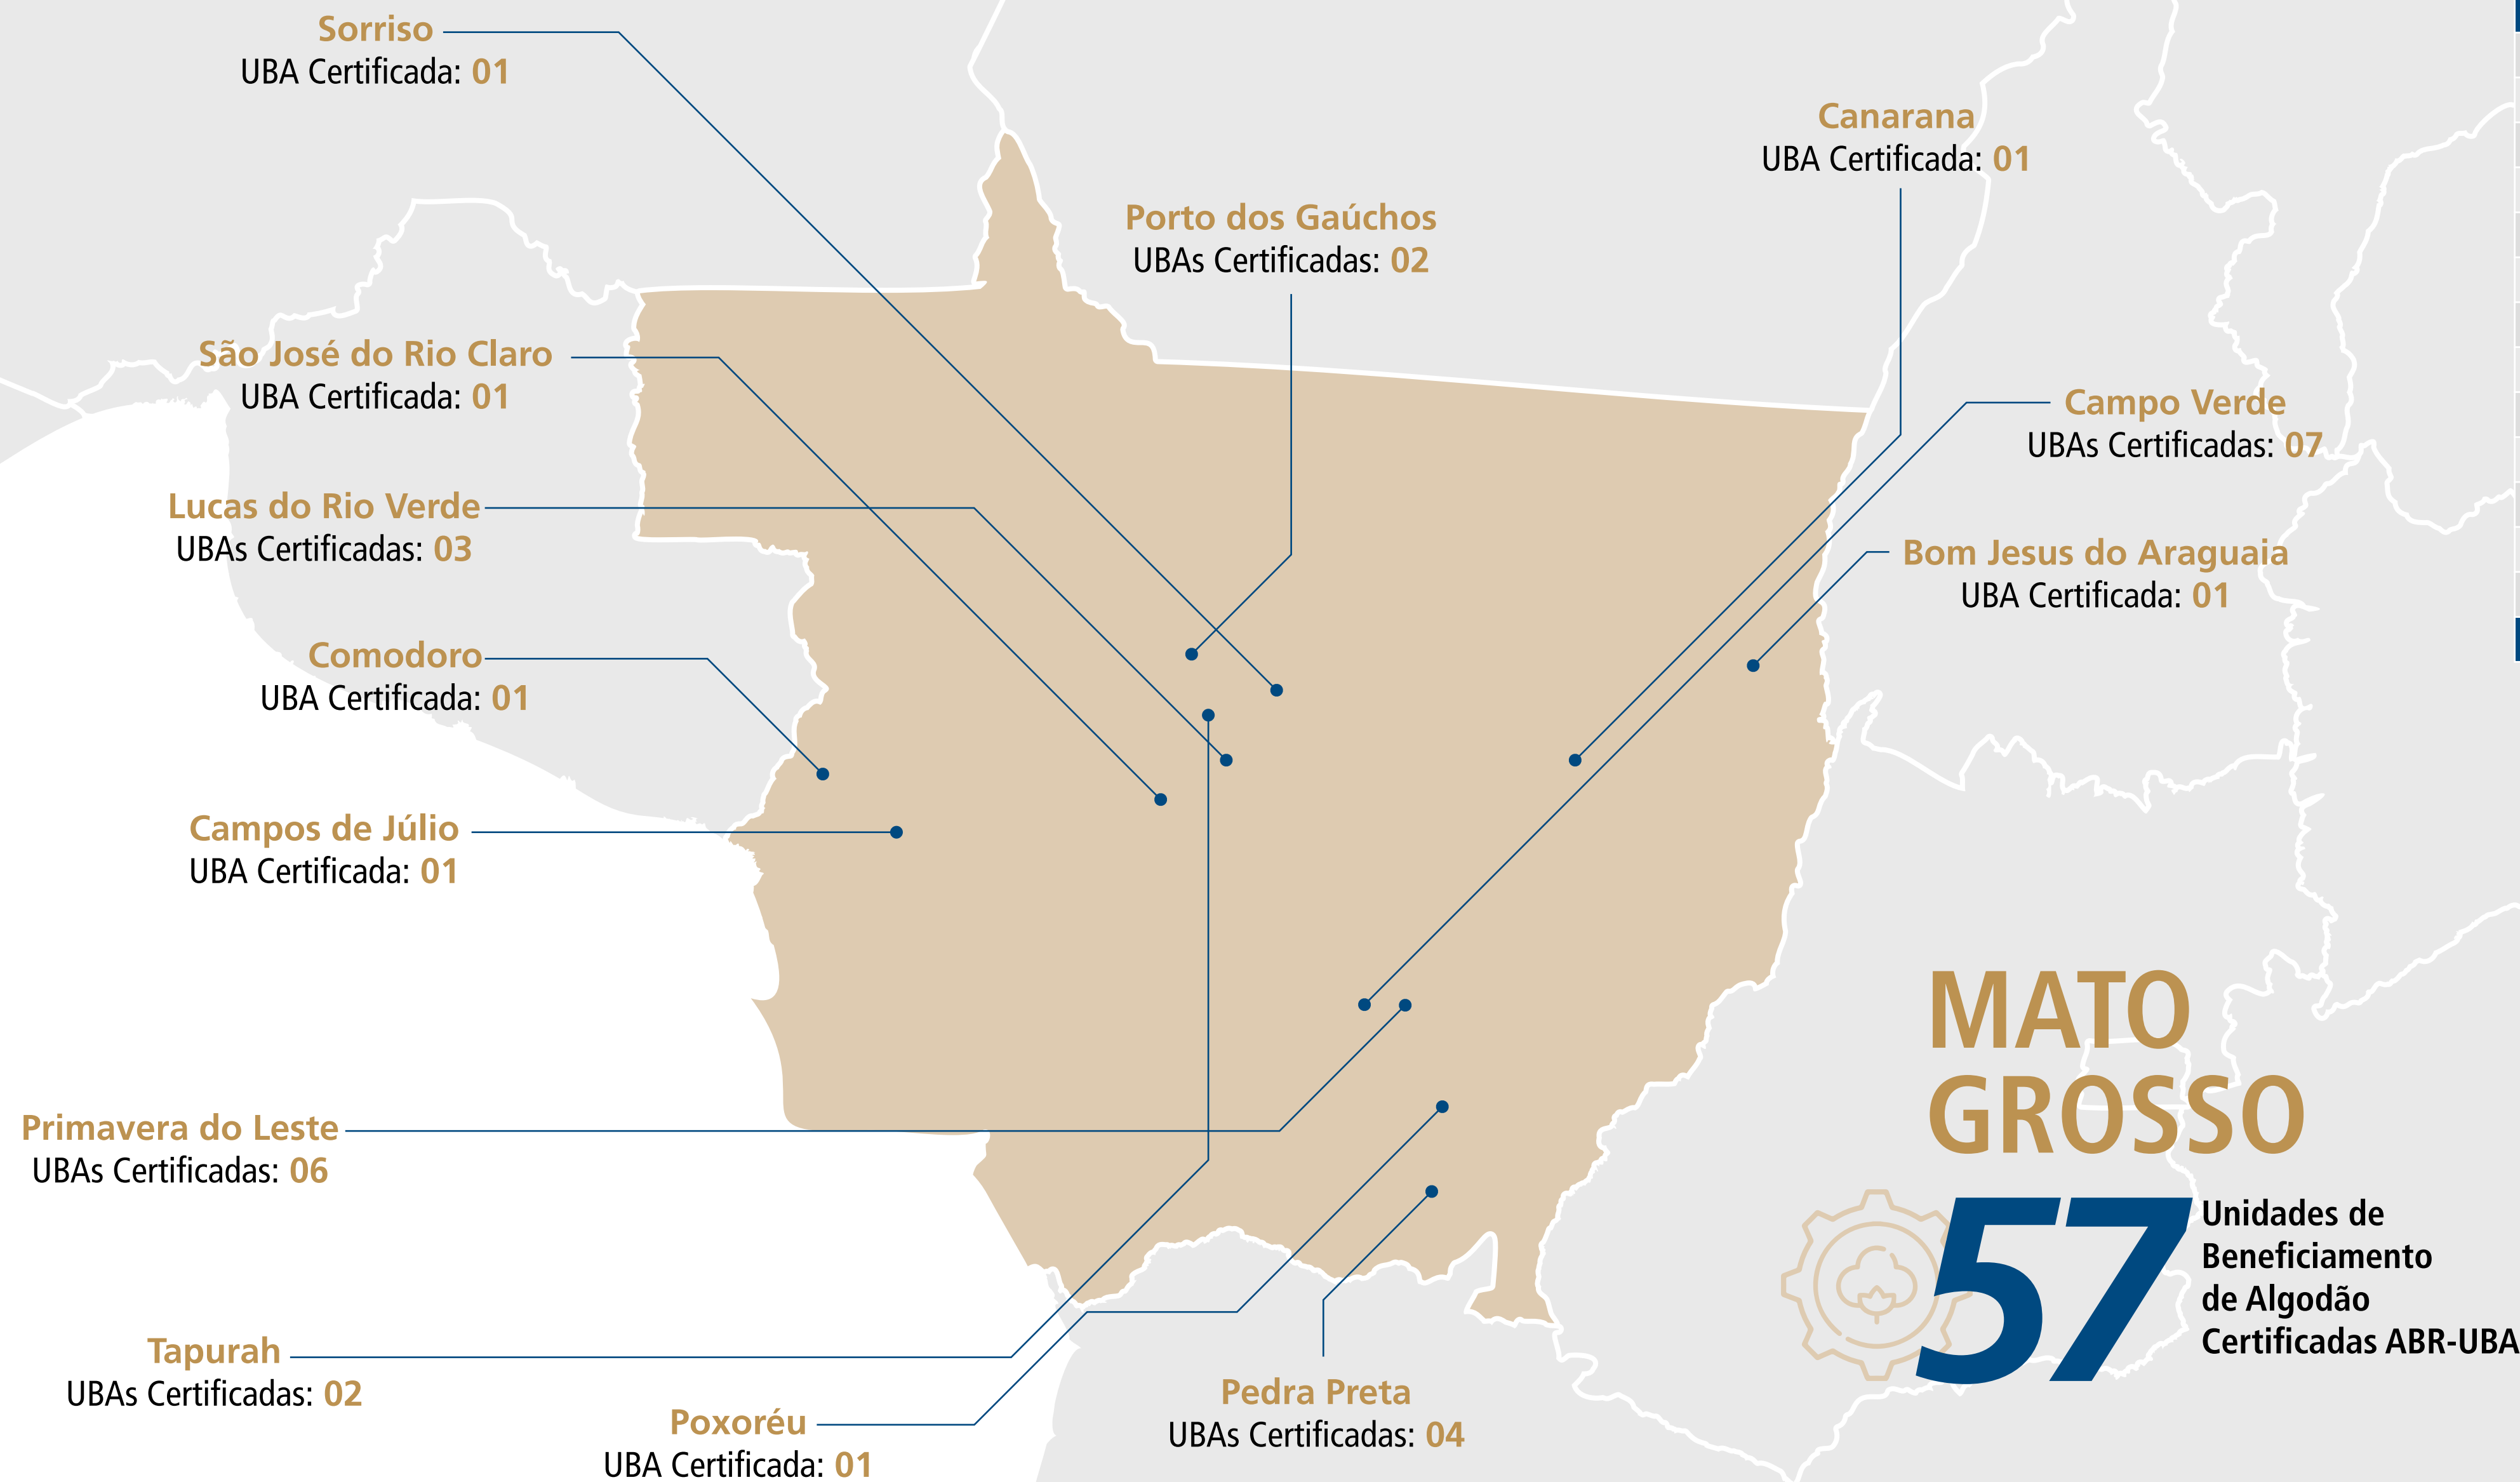 Sorriso
UBA Certificada: 01
Canarana
UBA Certificada: 01
Porto dos Gaúchos
UBAs Certificadas: 02
São José do Rio Claro
UBA Certificada: 01
Campo Verde
UBAs Certificadas: 07
Lucas do Rio Verde
UBAs Certificadas: 03
Bom Jesus do Araguaia
UBA Certificada: 01
Comodoro
UBA Certificada: 01
Campos de Júlio
UBA Certificada: 01
Primavera do Leste
UBAs Certificadas: 06
Tapurah
UBAs Certificadas: 02
Poxoréu
UBA Certificada: 01
Pedra Preta
UBAs Certificadas: 04
MATO
GROSSO
57
Unidades de
Beneficiamento
de Algodão
Certificadas ABR-UBA